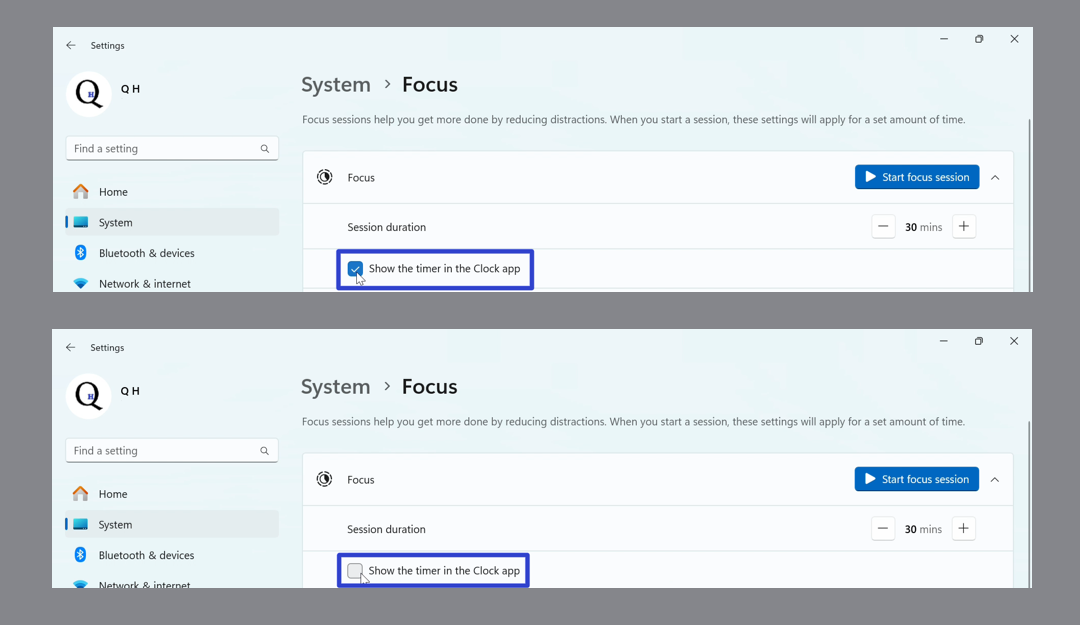 Settings
QH
Q H
System > Focus
Focus sessions help you get more done by reducing distractions. When you start a session, these settings will apply for a set amount of time.
Find a setting
Focus
Start focus session
Home
System
Session duration
30 mins
Bluetooth & devices
Show the timer in the Clock app
Network & internet
Settings
QH
Q H
System > Focus
Focus sessions help you get more done by reducing distractions. When you start a session, these settings will apply for a set amount of time.
Find a setting
Focus
Start focus session
Home
System
Session duration
30 mins
Bluetooth & devices
Show the timer in the Clock app
Network & internet